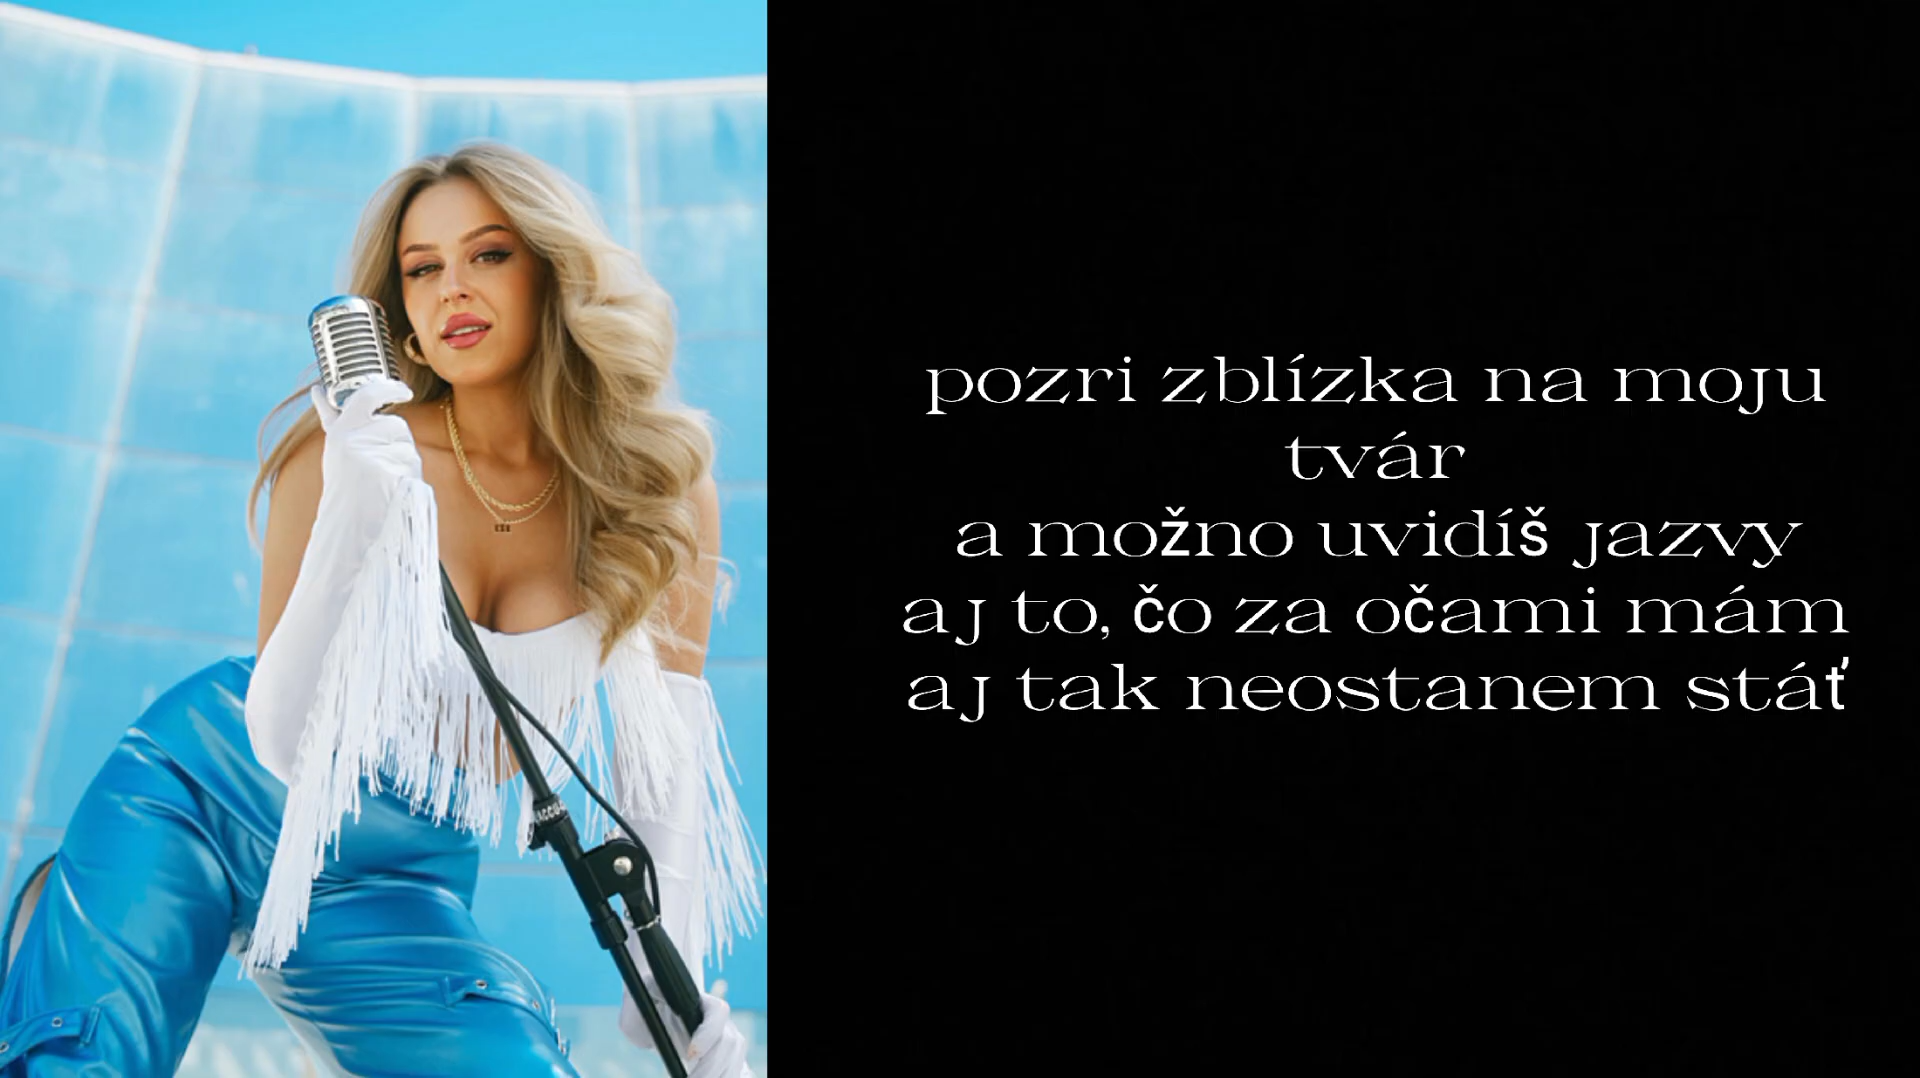 pozri zblízka na moju
tvár
a možno uvidíš jazvy
aj to, čo za očami mám
aj tak neostanem stáť